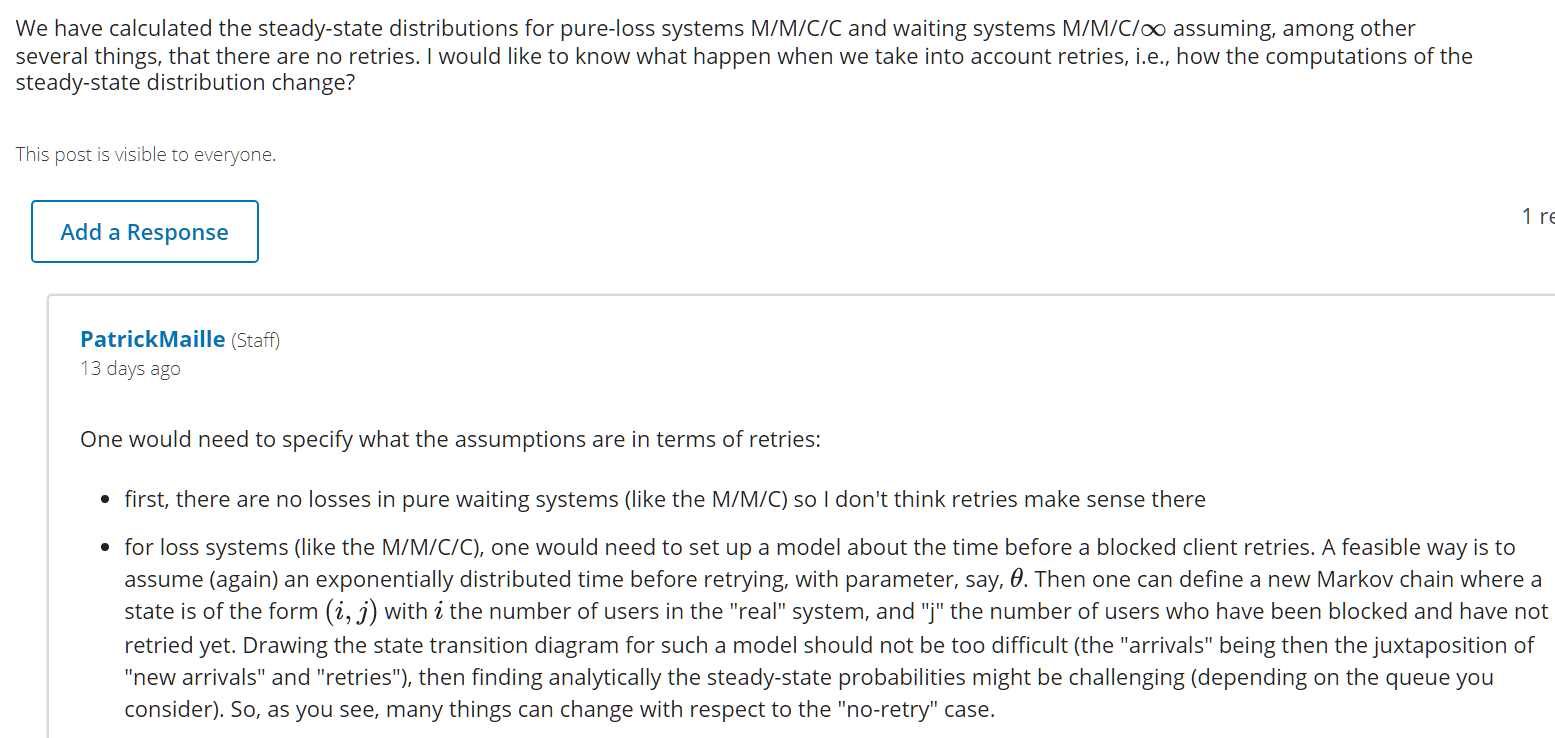 We have calculated the steady-state distributions for pure-loss systems M/M/C/C and waiting systems M/M/C/∞ assuming, among other
several things, that there are no retries. I would like to know what happen when we take into account retries, i.e., how the computations of the
steady-state distribution change?
This post is visible to everyone.
Add a Response
1
PatrickMaille (Staff)
13 days ago
One would need to specify what the assumptions are in terms of retries:
• first, there are no losses in pure waiting systems (like the M/M/C) so I don't think retries make sense there
• for loss systems (like the M/M/C/C), one would need to set up a model about the time before a blocked client retries. A feasible way is to
assume (again) an exponentially distributed time before retrying, with parameter, say, θ. Then one can define a new Markov chain where a
state is of the form (i, j) with i the number of users in the "real" system, and "j" the number of users who have been blocked and have not
retried yet. Drawing the state transition diagram for such a model should not be too difficult (the "arrivals" being then the juxtaposition of
"new arrivals" and "retries"), then finding analytically the steady-state probabilities might be challenging (depending on the queue you
consider). So, as you see, many things can change with respect to the "no-retry" case.